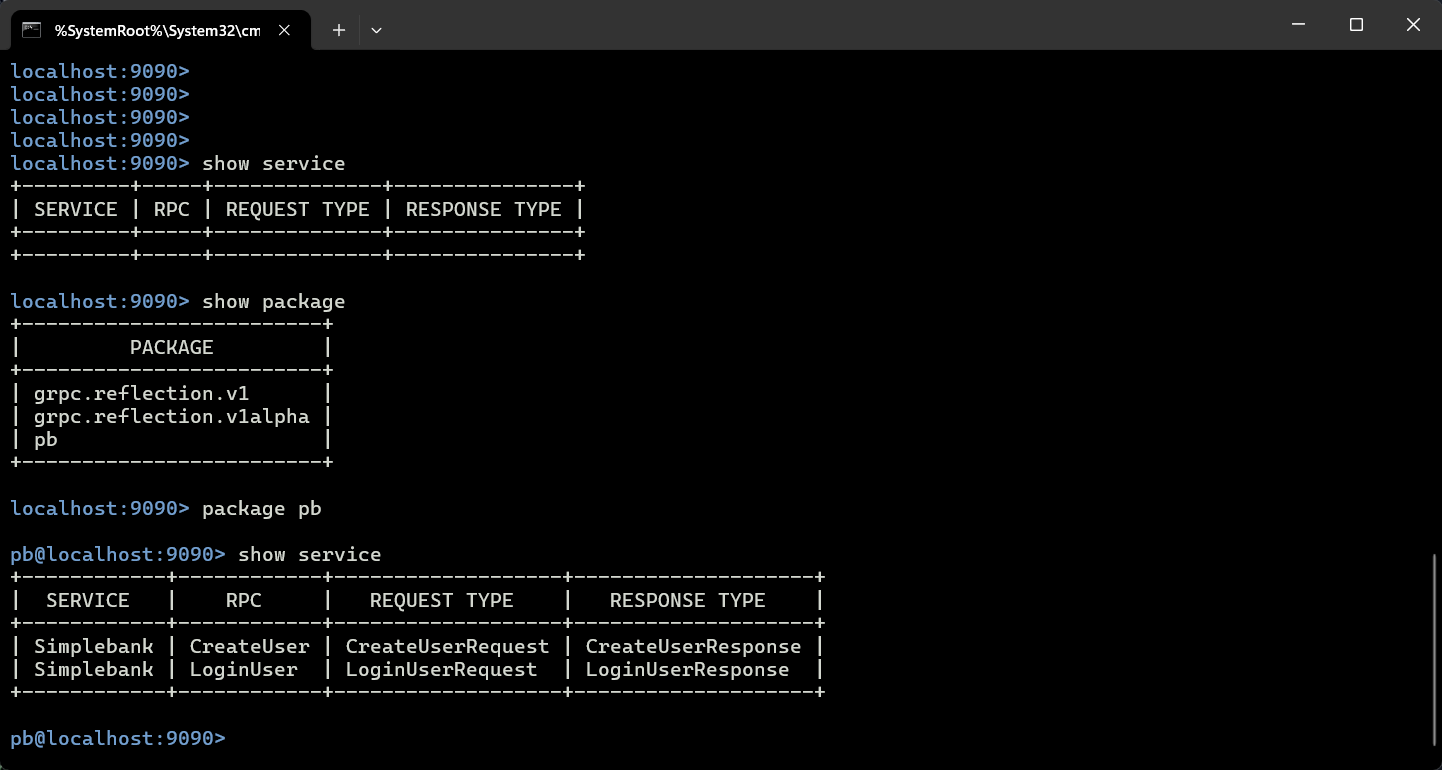 %SystemRoot%\System32\cm
localhost:9090>
localhost:9090>
localhost:9090>
localhost:9090>
localhost:9090> show service
+---------+-----+--------------+---------------+
| SERVICE | RPC | REQUEST TYPE | RESPONSE TYPE |
+---------+-----+--------------+---------------+
+---------+-----+--------------+---------------+
localhost:9090> show package
+-------------------------+
|         PACKAGE         |
+-------------------------+
| grpc.reflection.v1      |
| grpc.reflection.v1alpha |
| pb                      |
+-------------------------+
localhost:9090> package pb
pb@localhost:9090> show service
+------------+------------+-------------------+--------------------+
|  SERVICE   |    RPC     |   REQUEST TYPE    |   RESPONSE TYPE    |
+------------+------------+-------------------+--------------------+
| Simplebank | CreateUser | CreateUserRequest | CreateUserResponse |
| Simplebank | LoginUser  | LoginUserRequest  | LoginUserResponse  |
+------------+------------+-------------------+--------------------+
pb@localhost:9090>